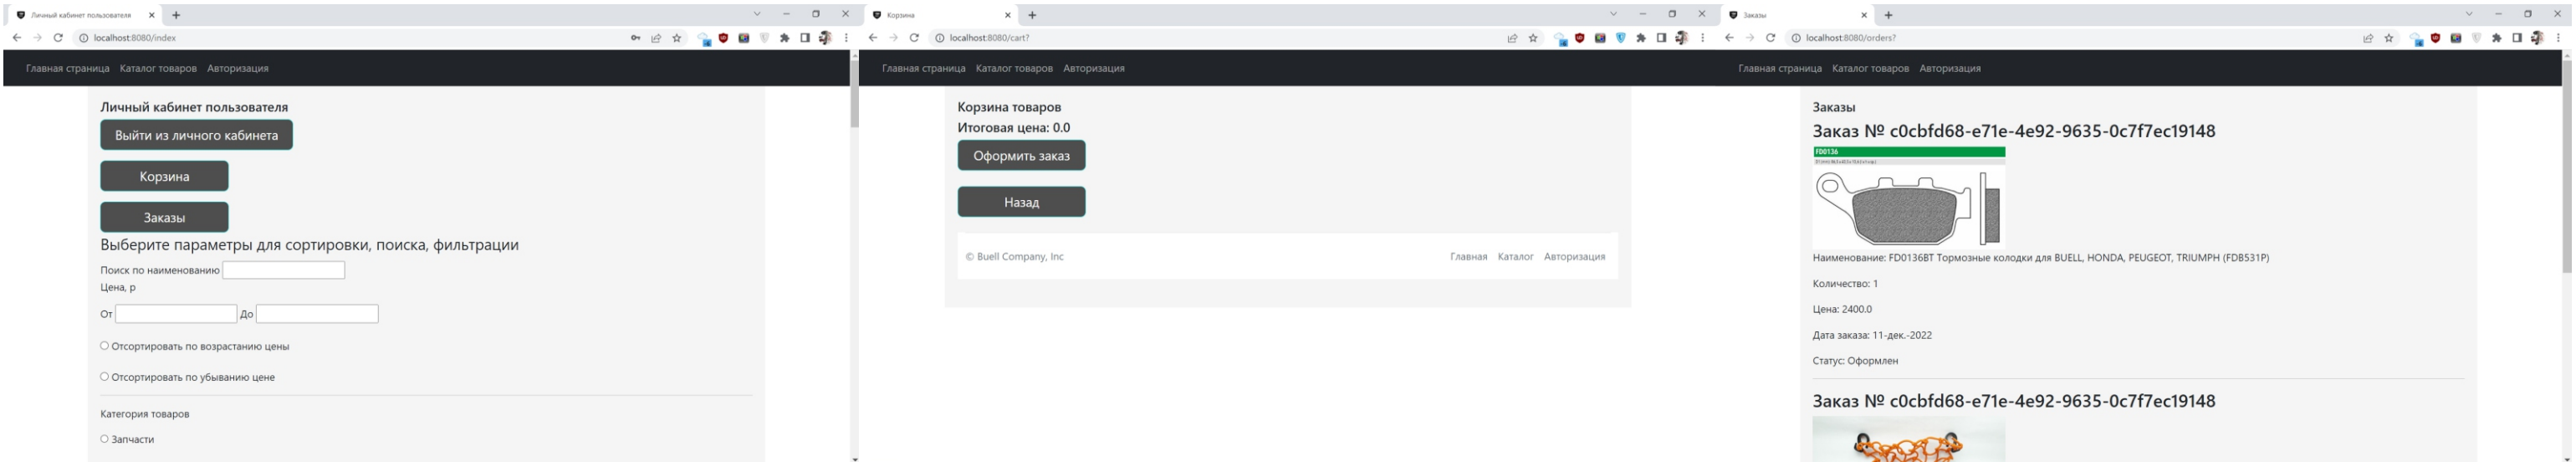 Личный кабинет пользователя
localhost:8080/index
Главная страница Каталог товаров Авторизация
Личный кабинет пользователя
Выйти из личного кабинета
Корзина
Заказы
Выберите параметры для сортировки, поиска, фильтрации
Поиск по наименованию
Цена, р
От До
Отсортировать по возрастанию цены
Отсортировать по убыванию цене
Категория товаров
Запчасти
Корзина
localhost:8080/cart?
Главная страница Каталог товаров Авторизация
Корзина товаров
Итоговая цена: 0.0
Оформить заказ
Назад
© Buell Company, Inc Главная Каталог Авторизация
Заказы
localhost:8080/orders?
Главная страница Каталог товаров Авторизация
Заказы
Заказ № c0cbfd68-e71e-4e92-9635-0c7f7ec19148
FD0136
Наименование: FD0136BT Тормозные колодки для BUELL, HONDA, PEUGEOT, TRIUMPH (FDB531P)
Количество: 1
Цена: 2400.0
Дата заказа: 11-дек.-2022
Статус: Оформлен
Заказ № c0cbfd68-e71e-4e92-9635-0c7f7ec19148